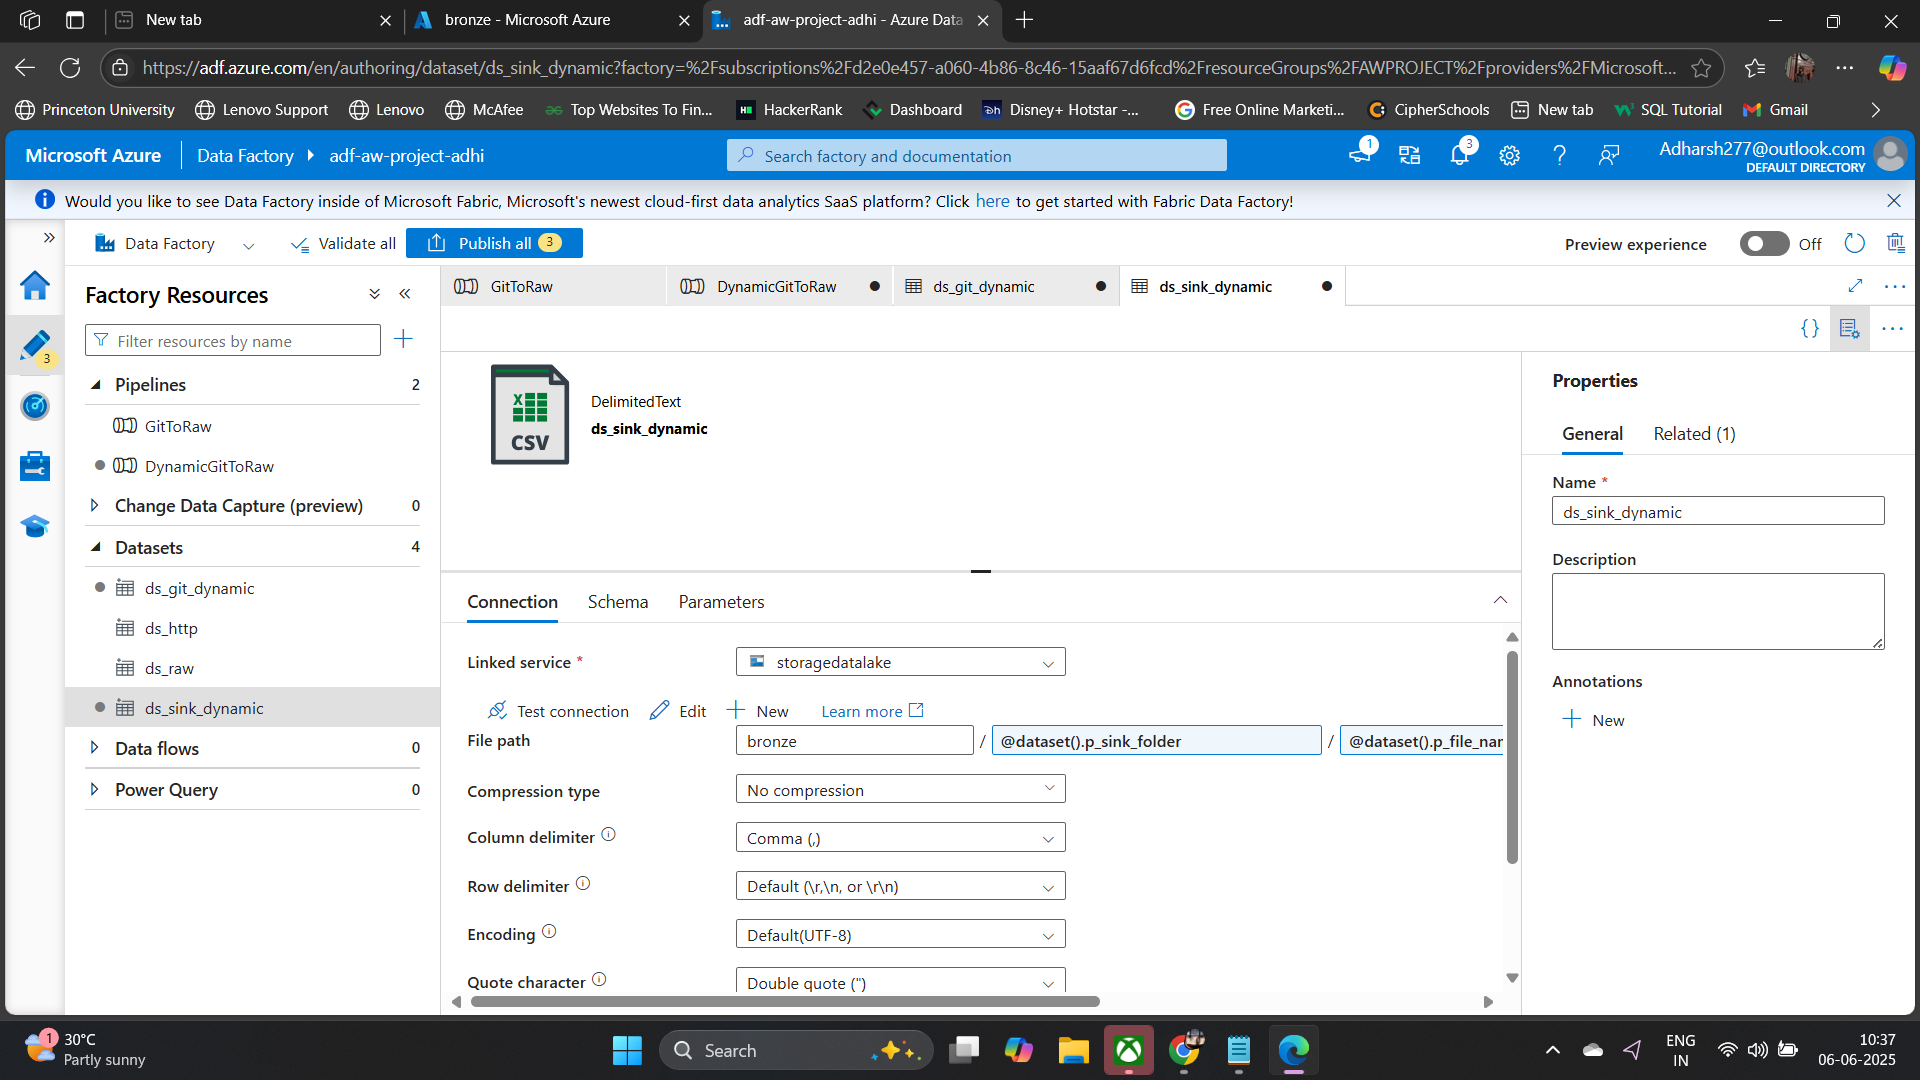 New tab
bronze - Microsoft Azure
adf-aw-project-adhi - Azure Data
https://adf.azure.com/en/authoring/dataset/ds_sink_dynamic?factory=%2Fsubscriptions%2Fd2e0e457-a060-4b86-8c46-15aaf67d6fcd%2FresourceGroups%2FAWPROJECT%2Fproviders%2FMicrosoft...
Princeton University
Lenovo Support
Lenovo
McAfee
Top Websites To Fin...
HackerRank
Dashboard
Disney+ Hotstar -...
Free Online Marketi...
CipherSchools
New tab
SQL Tutorial
Gmail
Microsoft Azure
Data Factory
adf-aw-project-adhi
Search factory and documentation
1
3
Adharsh277@outlook.com
DEFAULT DIRECTORY
Would you like to see Data Factory inside of Microsoft Fabric, Microsoft's newest cloud-first data analytics SaaS platform? Click here to get started with Fabric Data Factory!
Data Factory
Validate all
Publish all 3
Preview experience
Off
3
Factory Resources
Filter resources by name
Pipelines 2
GitToRaw
DynamicGitToRaw
Change Data Capture (preview) 0
Datasets 4
ds_git_dynamic
ds_http
ds_raw
ds_sink_dynamic
Data flows 0
Power Query 0
GitToRaw
DynamicGitToRaw
ds_git_dynamic
ds_sink_dynamic
X
CSV
DelimitedText
ds_sink_dynamic
Connection
Schema
Parameters
Linked service *
storagedatalake
Test connection
Edit
New
Learn more
File path
bronze / @dataset().p_sink_folder / @dataset().p_file_nar
Compression type
No compression
Column delimiter
Comma (,)
Row delimiter
Default (\r,\n, or \r\n)
Encoding
Default(UTF-8)
Quote character
Double quote (")
Properties
General
Related (1)
Name *
ds_sink_dynamic
Description
Annotations
New
1
30°C
Partly sunny
Search
ENG
IN
10:37
06-06-2025